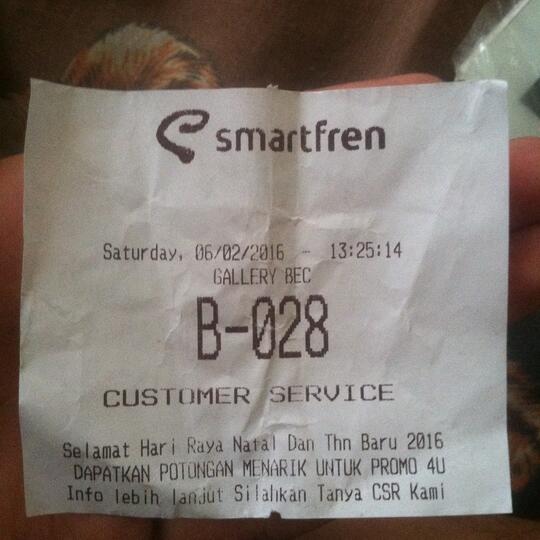 smartfren
Saturday, 06/02/2016 - 13:25:14
GALLERY BEC
B-028
CUSTOMER SERVICE
Selamat Hari Raya Natal Dan Thn Baru 2016
DAPATKAN POTONGAN MENARIK UNTUK PROMO 4U
Info lebih lanjut Silahkan Tanya CSR Kami